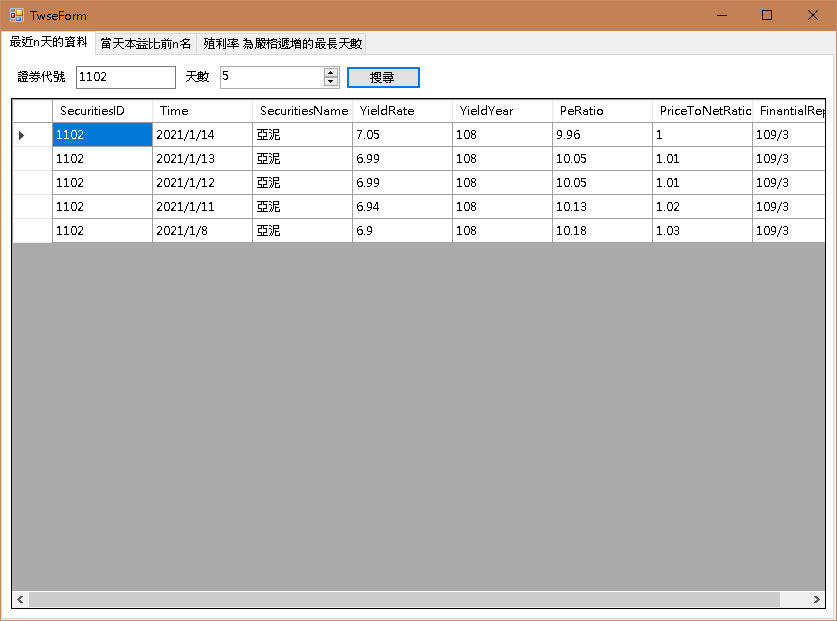 TwseForm
最近n天的資料 當天本益比前n名 殖利率 為嚴格遞增的最長天數
證券代號 1102 天數 5 搜尋
SecuritiesID Time SecuritiesName YieldRate YieldYear PeRatio PriceToNetRatio FinantialRep
1102 2021/1/14 亞泥 7.05 108 9.96 1 109/3
1102 2021/1/13 亞泥 6.99 108 10.05 1.01 109/3
1102 2021/1/12 亞泥 6.99 108 10.05 1.01 109/3
1102 2021/1/11 亞泥 6.94 108 10.13 1.02 109/3
1102 2021/1/8 亞泥 6.9 108 10.18 1.03 109/3